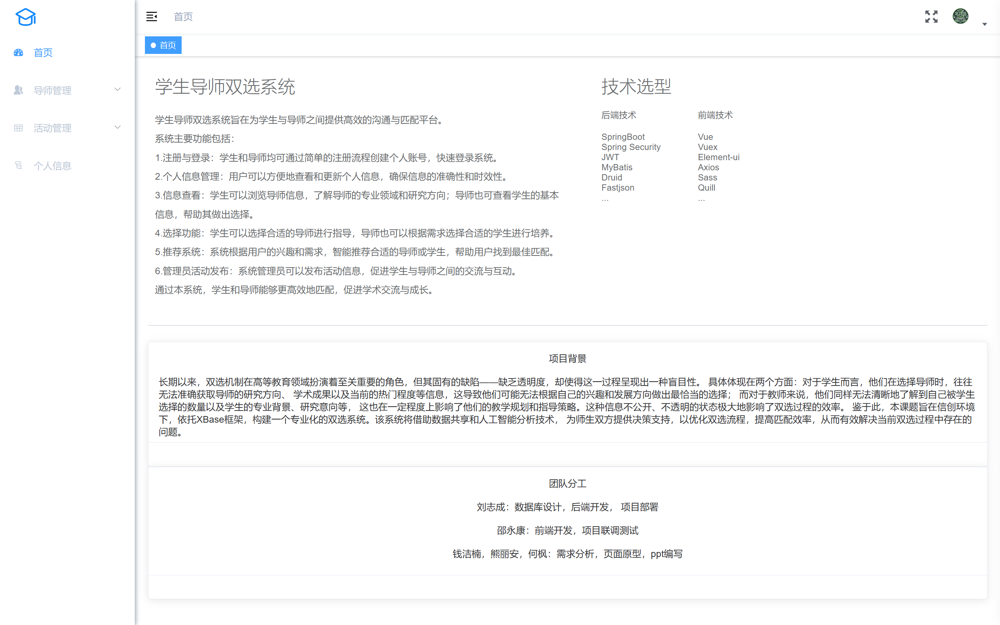 首页
首页
导师管理
活动管理
个人信息
首页
学生导师双选系统
学生导师双选系统旨在为学生与导师之间提供高效的沟通与匹配平台。
系统主要功能包括：
1.注册与登录：学生和导师均可通过简单的注册流程创建个人账号，快速登录系统。
2.个人信息管理：用户可以方便地查看和更新个人信息，确保信息的准确性和时效性。
3.信息查看：学生可以浏览导师信息，了解导师的专业领域和研究方向；导师也可查看学生的基本
信息，帮助其做出选择。
4.选择功能：学生可以选择合适的导师进行指导，导师也可以根据需求选择合适的学生进行培养。
5.推荐系统：系统根据用户的兴趣和需求，智能推荐合适的导师或学生，帮助用户找到最佳匹配。
6.管理员活动发布：系统管理员可以发布活动信息，促进学生与导师之间的交流与互动。
通过本系统，学生和导师能够更高效地匹配，促进学术交流与成长。
技术选型
后端技术
SpringBoot
Spring Security
JWT
MyBatis
Druid
Fastjson
...
前端技术
Vue
Vuex
Element-ui
Axios
Sass
Quill
...
项目背景
长期以来，双选机制在高等教育领域扮演着至关重要的角色，但其固有的缺陷——缺乏透明度，却使得这一过程呈现出一种盲目性。 具体体现在两个方面：对于学生而言，他们在选择导师时，往往
无法准确获取导师的研究方向、 学术成果以及当前的热门程度等信息，这导致他们可能无法根据自己的兴趣和发展方向做出最恰当的选择； 而对于教师来说，他们同样无法清晰地了解到自己被学生
选择的数量以及学生的专业背景、研究意向等， 这也在一定程度上影响了他们的教学规划和指导策略。这种信息不公开、不透明的状态极大地影响了双选过程的效率。 鉴于此，本课题旨在信创环境
下，依托XBase框架，构建一个专业化的双选系统。该系统将借助数据共享和人工智能分析技术， 为师生双方提供决策支持，以优化双选流程，提高匹配效率，从而有效解决当前双选过程中存在的
问题。
团队分工
刘志成：数据库设计，后端开发， 项目部署
邵永康：前端开发，项目联调测试
钱洁楠，熊丽安，何枫：需求分析，页面原型，ppt编写